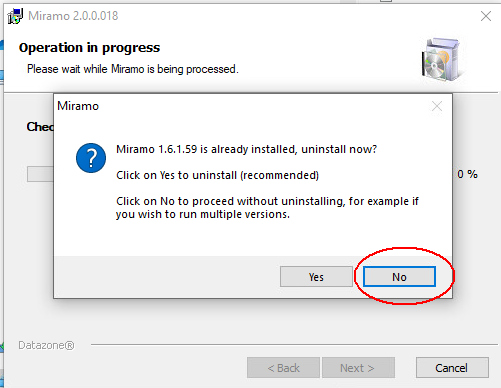 Miramo 2.0.0.018
Operation in progress
Please wait while Miramo is being processed.
Miramo
Chec
Miramo 1.6.1.59 is already installed, uninstall now?
Click on Yes to uninstall (recommended)
0 %
Click on No to proceed without uninstalling, for example if
you wish to run multiple versions.
Yes
No
Datazone®
< Back
Next >
Cancel